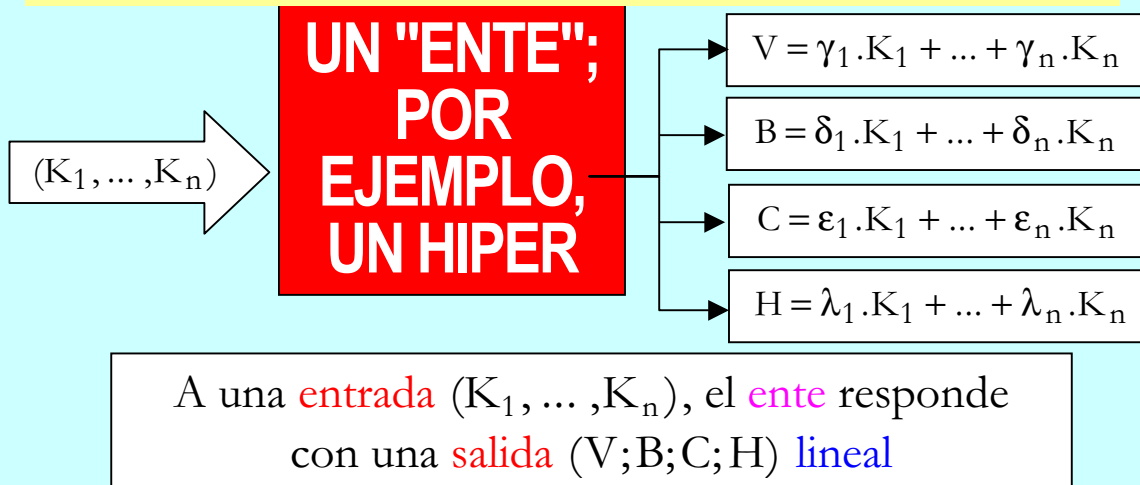 UN "ENTE";
POR
EJEMPLO,
UN HIPER
(K₁, ... ,Kₙ)
V = γ₁.K₁ + ... + γₙ.Kₙ
B = δ₁.K₁ + ... + δₙ.Kₙ
C = ε₁.K₁ + ... + εₙ.Kₙ
H = λ₁.K₁ + ... + λₙ.Kₙ
A una entrada (K₁, ... ,Kₙ), el ente responde
con una salida (V;B;C;H) lineal